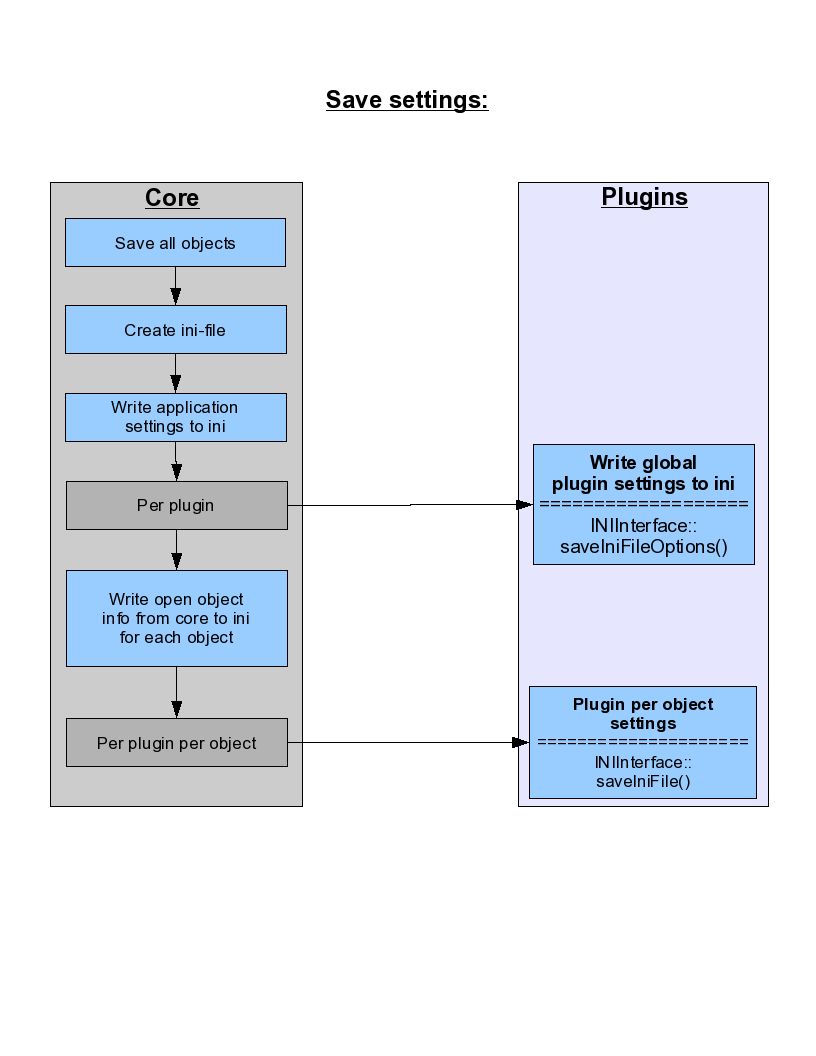 Save settings:
Core
Save all objects
Create ini-file
Write application
settings to ini
Per plugin
Write open object
info from core to ini
for each object
Per plugin per object
Plugins
Write global
plugin settings to ini
===================
INIInterface::
saveIniFileOptions()
Plugin per object
settings
=====================
INIInterface::
saveIniFile()